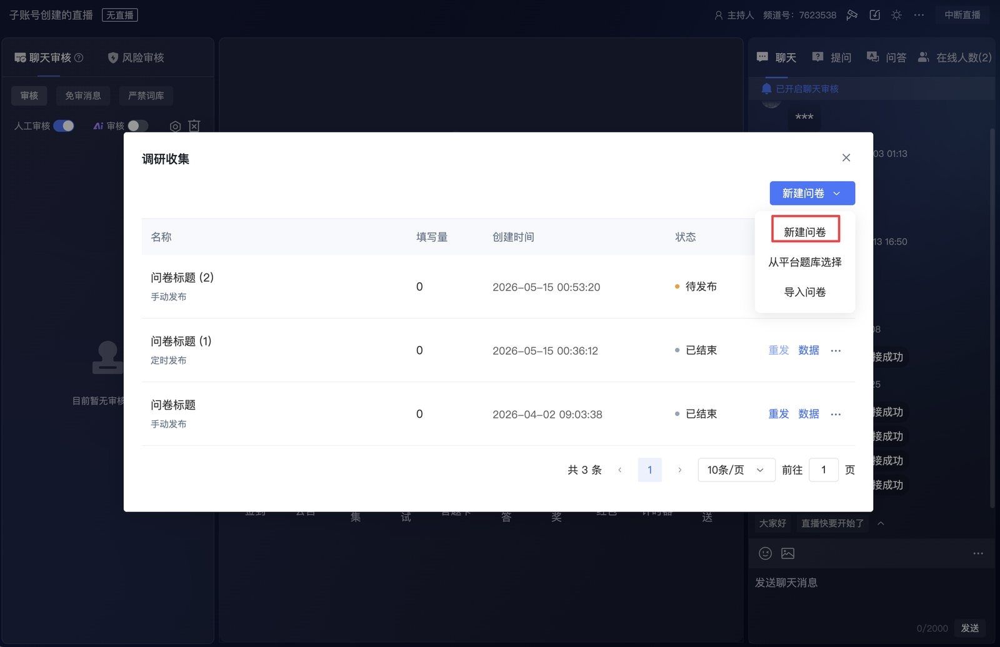 子账号创建的直播 无直播 主持人 频道号: 7623538 中断直播
聊天审核 风险审核
审核 免审消息 严禁词库
人工审核 Ai 审核
目前暂无审核
聊天 提问 问答 在线人数(2)
已开启聊天审核
***
03 01:13
13 16:50
接成功
接成功
接成功
接成功
接成功
调研收集
新建问卷
新建问卷
从平台题库选择
导入问卷
名称 填写量 创建时间 状态
问卷标题 (2) 0 2026-05-15 00:53:20 待发布
手动发布
问卷标题 (1) 0 2026-05-15 00:36:12 已结束 重发 数据 ···
定时发布
问卷标题 0 2026-04-02 09:03:38 已结束 重发 数据 ···
手动发布
共 3 条 1 10条/页 前往 1 页
签到 集 试 答题卡 答 奖 红包 计时器 送
大家好 直播快要开始了
发送聊天消息
0/2000 发送